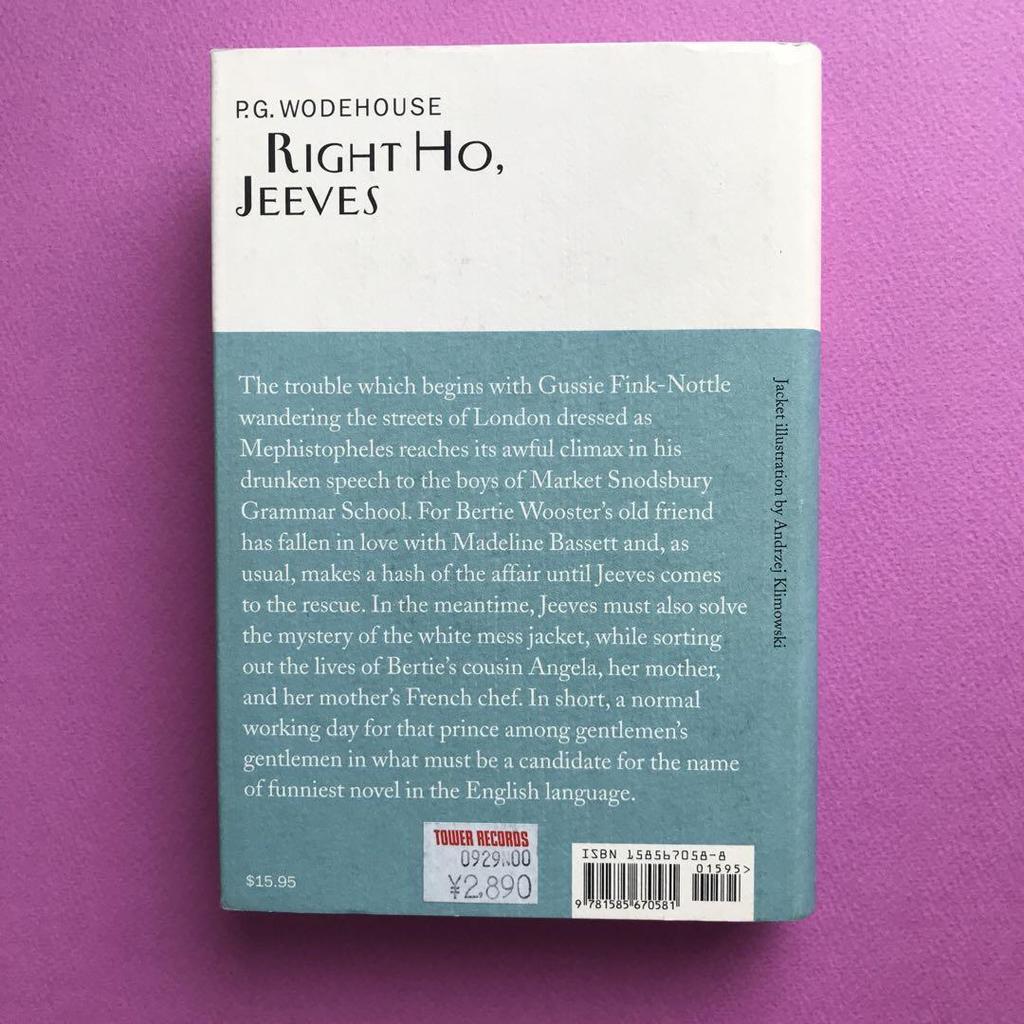 P.G. WODEHOUSE
RIGHT HO,
JEEVES
The trouble which begins with Gussie Fink-Nottle
wandering the streets of London dressed as
Mephistopheles reaches its awful climax in his
drunken speech to the boys of Market Snodsbury
Grammar School. For Bertie Wooster's old friend
has fallen in love with Madeline Bassett and, as
usual, makes a hash of the affair until Jeeves comes
to the rescue. In the meantime, Jeeves must also solve
the mystery of the white mess jacket, while sorting
out the lives of Bertie's cousin Angela, her mother,
and her mother's French chef. In short, a normal
working day for that prince among gentlemen's
gentlemen in what must be a candidate for the name
of funniest novel in the English language.
Jacket illustration by Andrzej Klimowski
$15.95
TOWER RECORDS
0929:00
¥2,890
ISBN 158567058-8
01595>
9 781585 670581